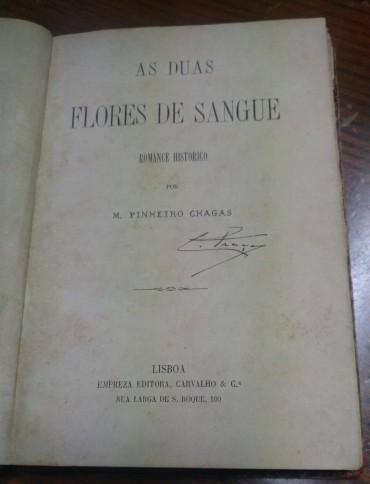 AS DUAS
FLORES DE SANGUE
ROMANCE HISTORICO
POR
M. PINHEIRO CHAGAS
LISBOA
EMPREZA EDITORA, CARVALHO & C.ª
RUA LARGA DE S. ROQUE, 100